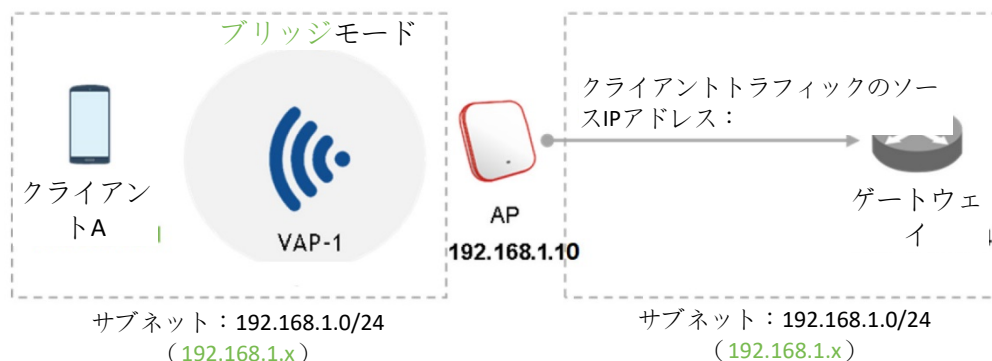 ブリッジモード
クライアントトラフィックのソー
スIPアドレス：
クライアン
トA
VAP-1
AP
192.168.1.10
ゲートウェ
イ
サブネット：192.168.1.0/24
（192.168.1.x）
サブネット：192.168.1.0/24
（192.168.1.x）